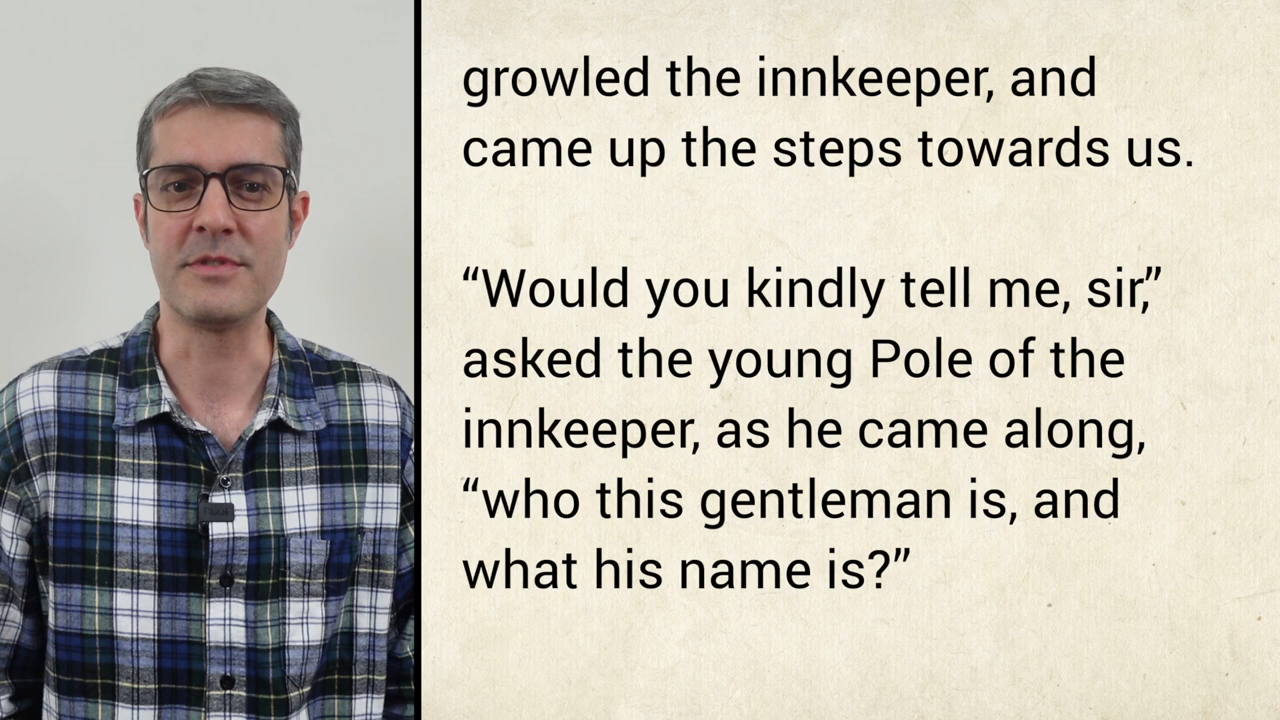 growled the innkeeper, and
came up the steps towards us.
“Would you kindly tell me, sir,”
asked the young Pole of the
innkeeper, as he came along,
“who this gentleman is, and
what his name is?”